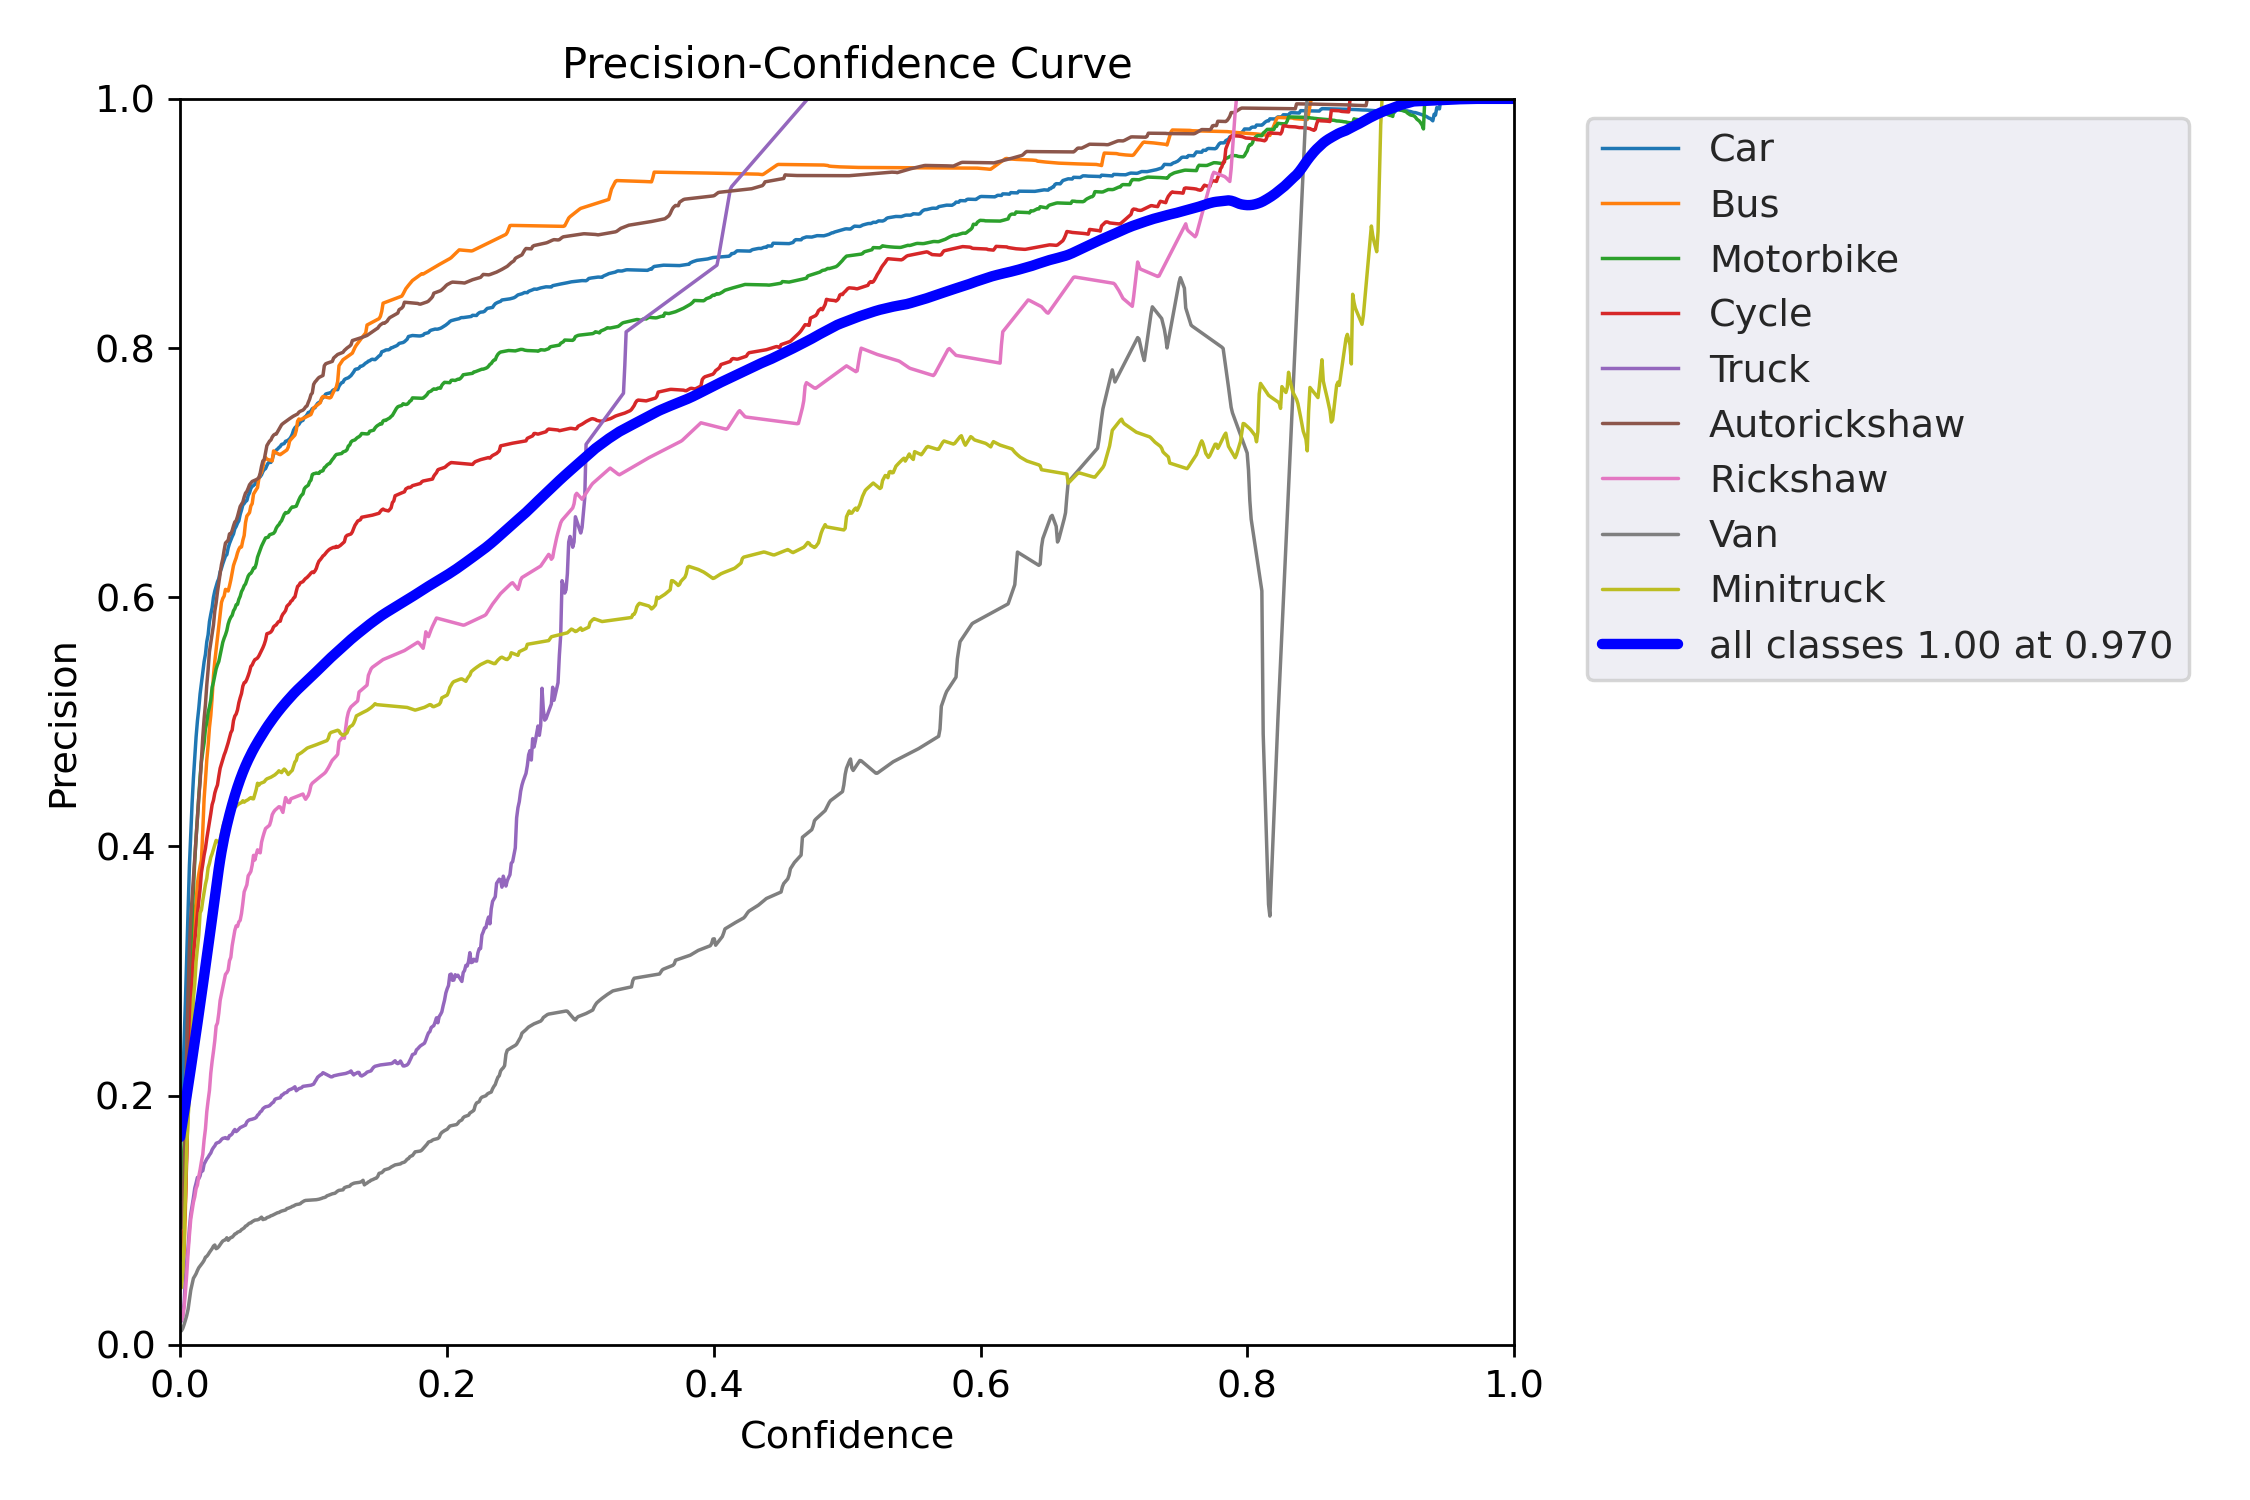 Precision-Confidence Curve
1.0
0.8
0.6
0.4
0.2
0.0
Precision
0.0 0.2 0.4 0.6 0.8 1.0
Confidence
Car
Bus
Motorbike
Cycle
Truck
Autorickshaw
Rickshaw
Van
Minitruck
all classes 1.00 at 0.970